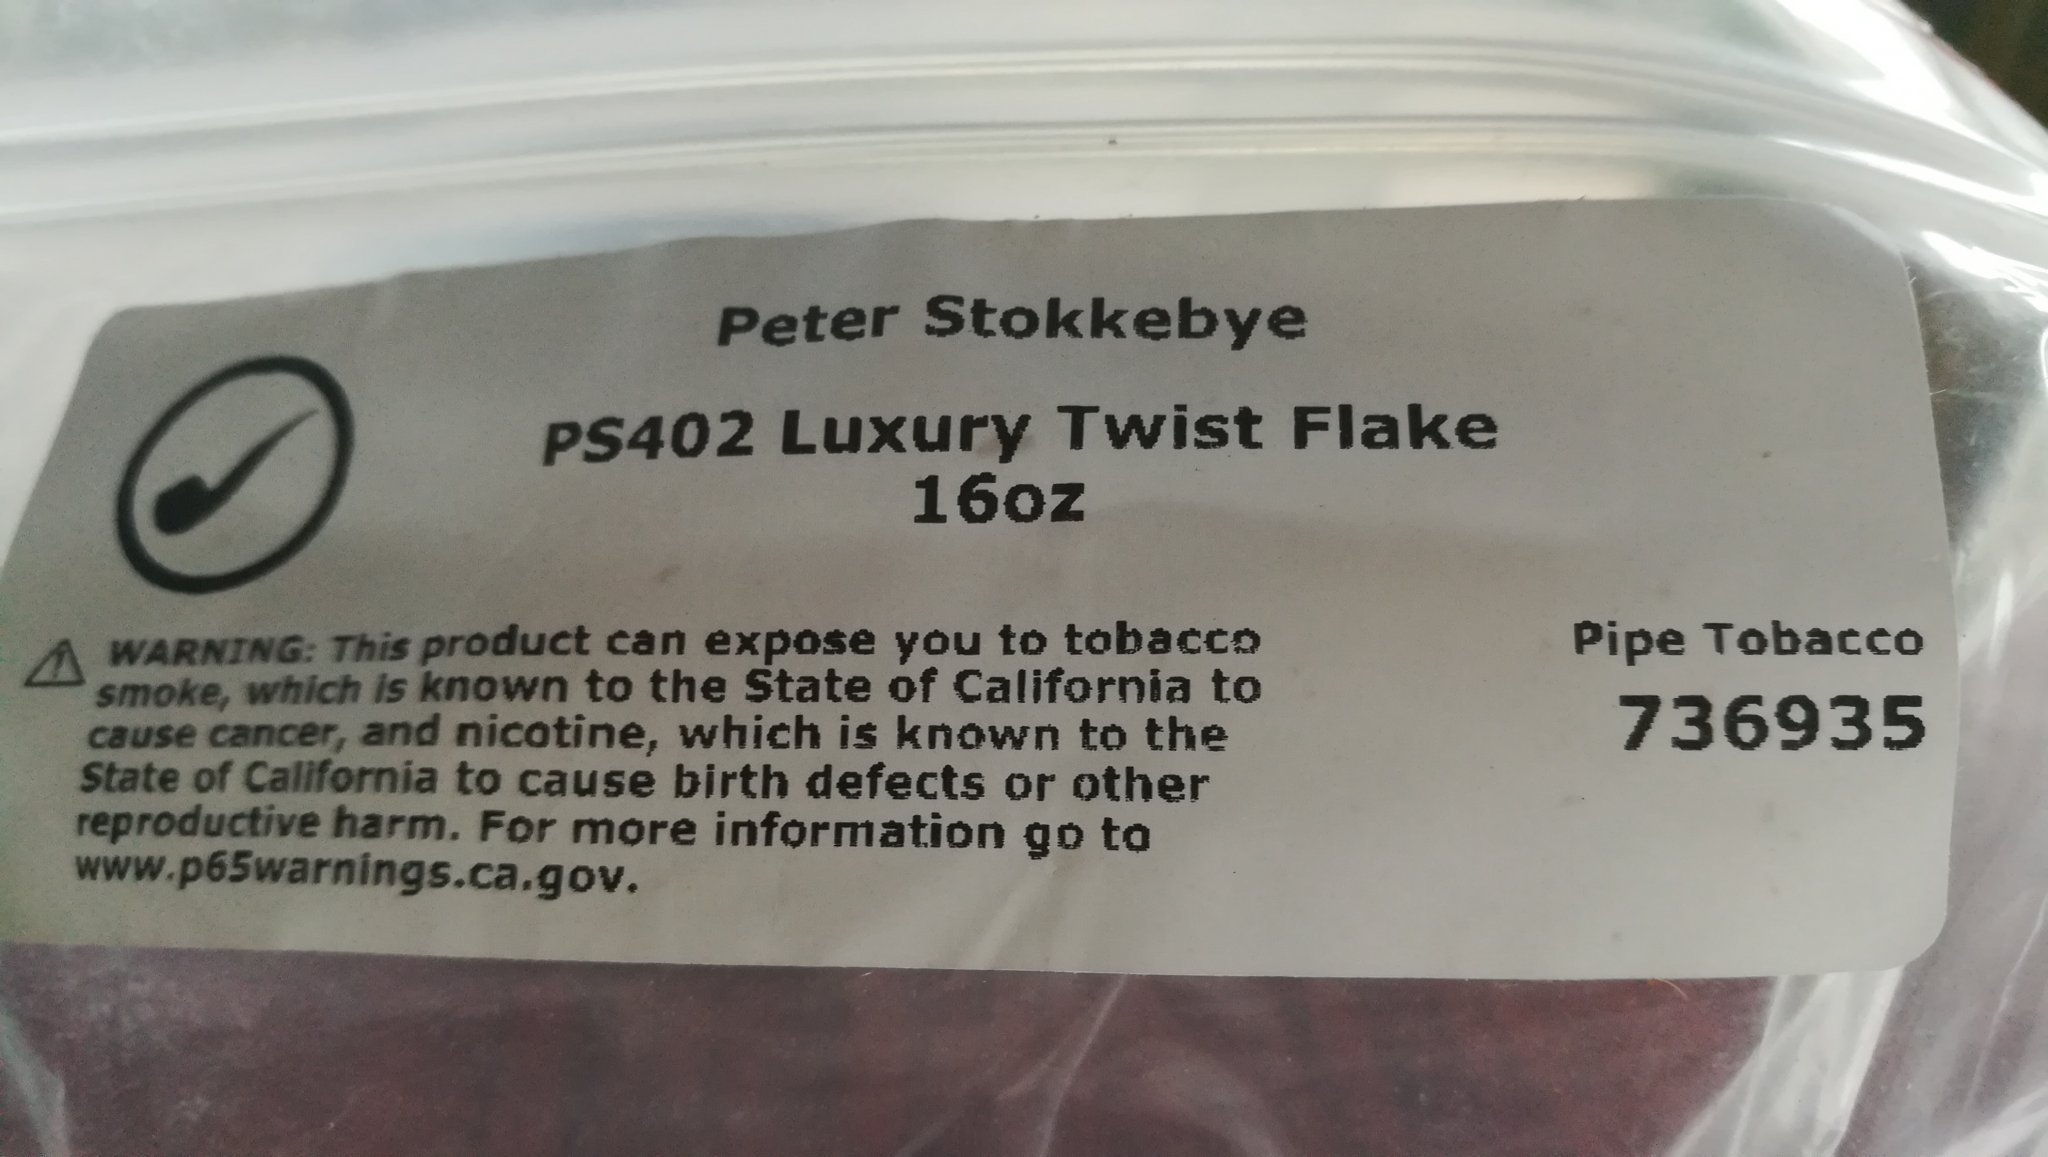 Peter Stokkebye
PS402 Luxury Twist Flake
16oz
WARNING: This product can expose you to tobacco
smoke, which is known to the State of California to
cause cancer, and nicotine, which is known to the
State of California to cause birth defects or other
reproductive harm. For more information go to
www.p65warnings.ca.gov.
Pipe Tobacco
736935